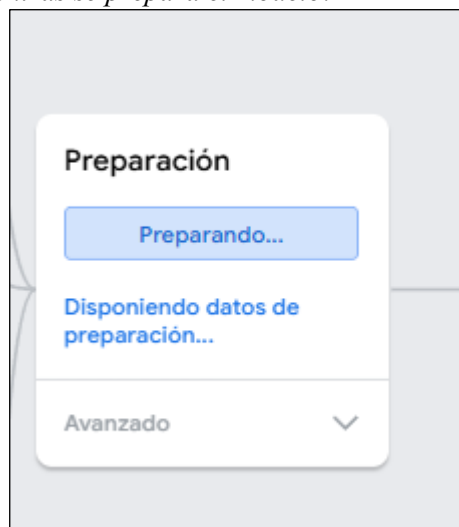 Preparación
Preparando...
Disponiendo datos de
preparación...
Avanzado